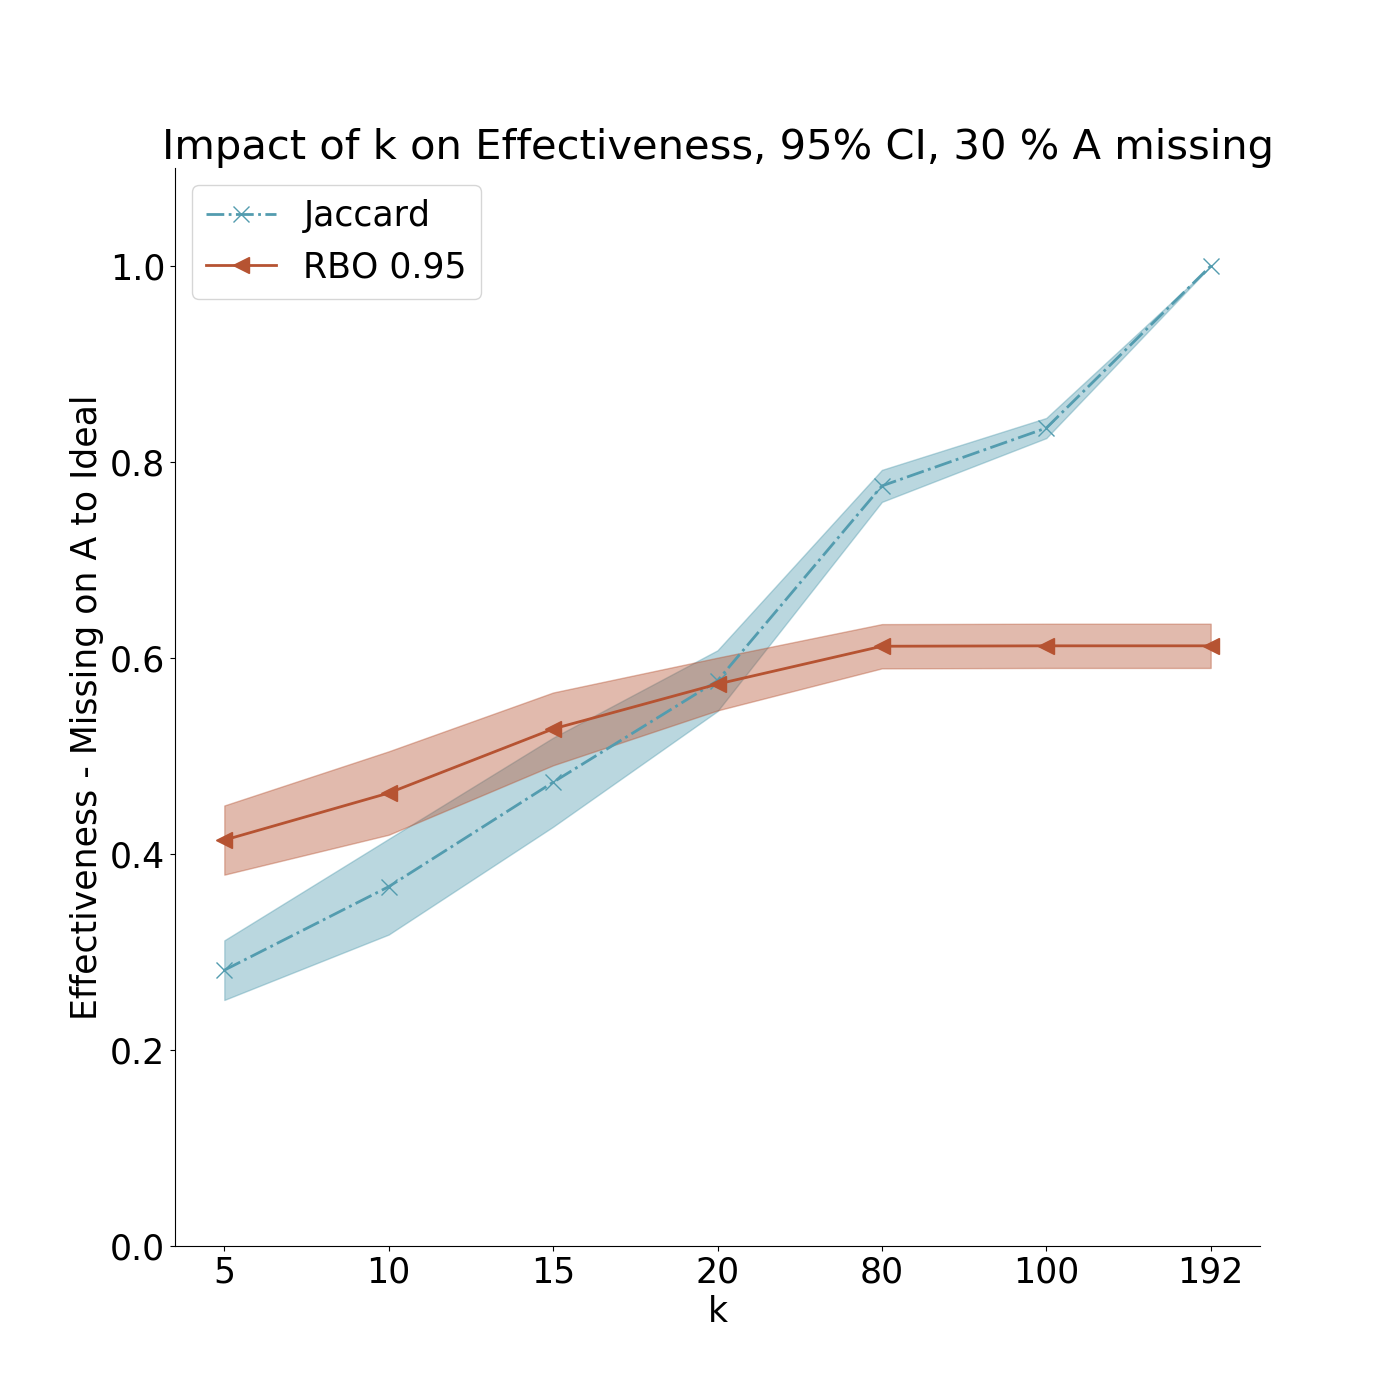 Impact of k on Effectiveness, 95% CI, 30 % A missing
Jaccard
RBO 0.95
Effectiveness - Missing on A to Ideal
1.0
0.8
0.6
0.4
0.2
0.0
5 10 15 20 80 100 192
k